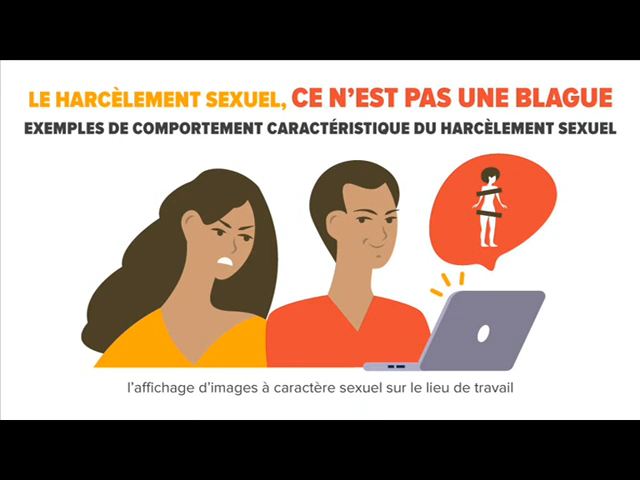 LE HARCÈLEMENT SEXUEL, CE N'EST PAS UNE BLAGUE
EXEMPLES DE COMPORTEMENT CARACTÉRISTIQUE DU HARCÈLEMENT SEXUEL
l'affichage d'images à caractère sexuel sur le lieu de travail